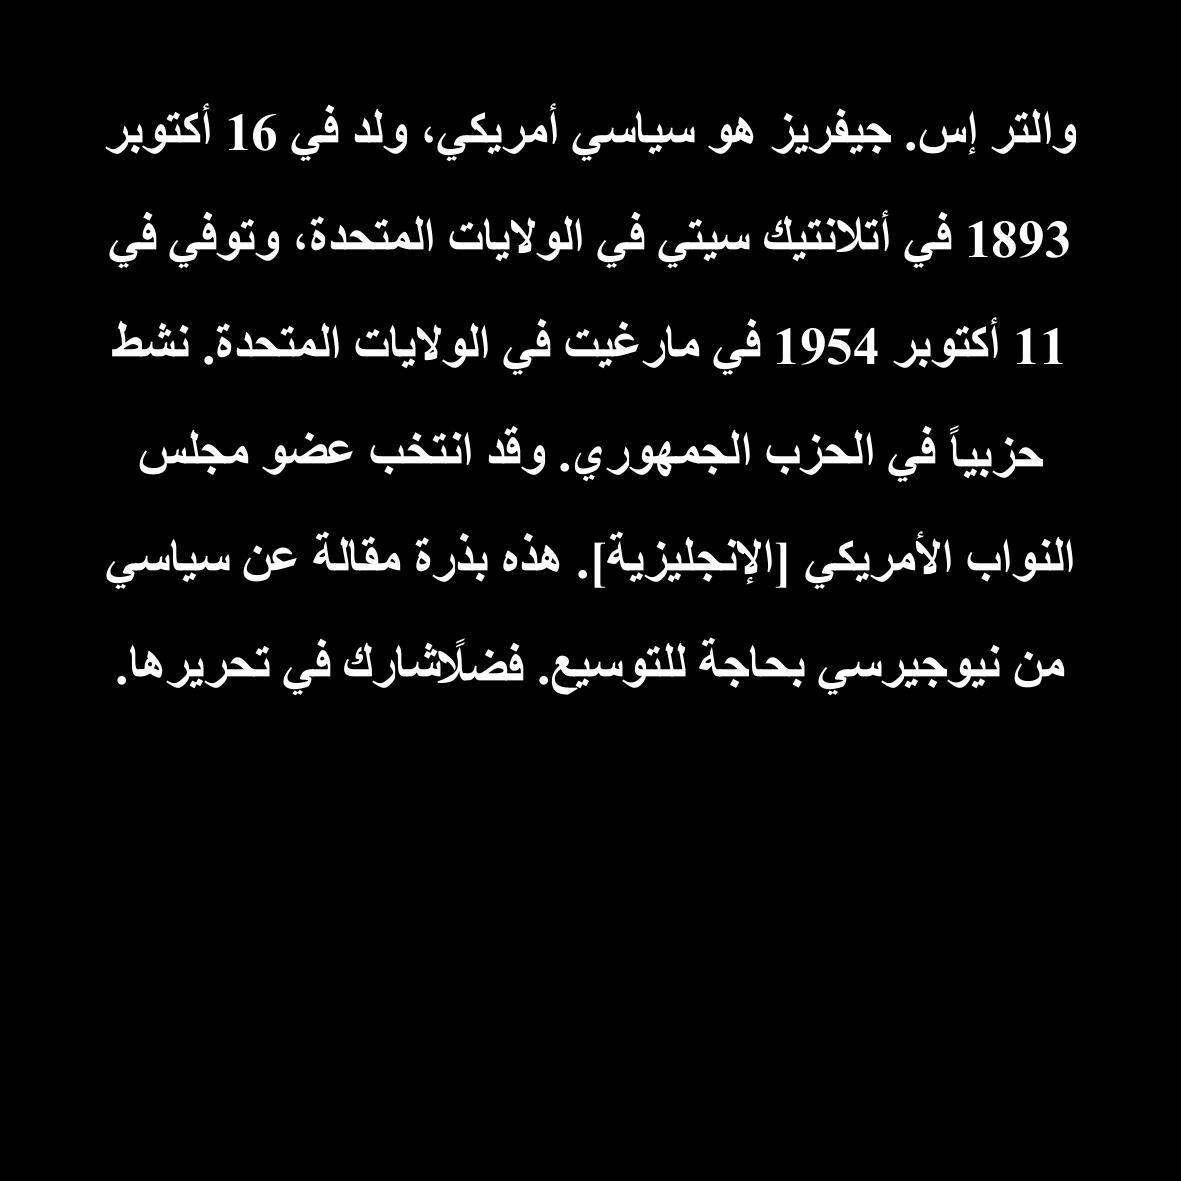 والتر إس. جيفريز هو سياسي أمريكي، ولد في 16 أكتوبر
1893 في أتلانتيك سيتي في الولايات المتحدة، وتوفي في
11 أكتوبر 1954 في مارغيت في الولايات المتحدة. نشط
حزبياً في الحزب الجمهوري. وقد انتخب عضو مجلس
النواب الأمريكي [الإنجليزية]. هذه بذرة مقالة عن سياسي
من نيوجيرسي بحاجة للتوسيع. فضلًاشارك في تحريرها.